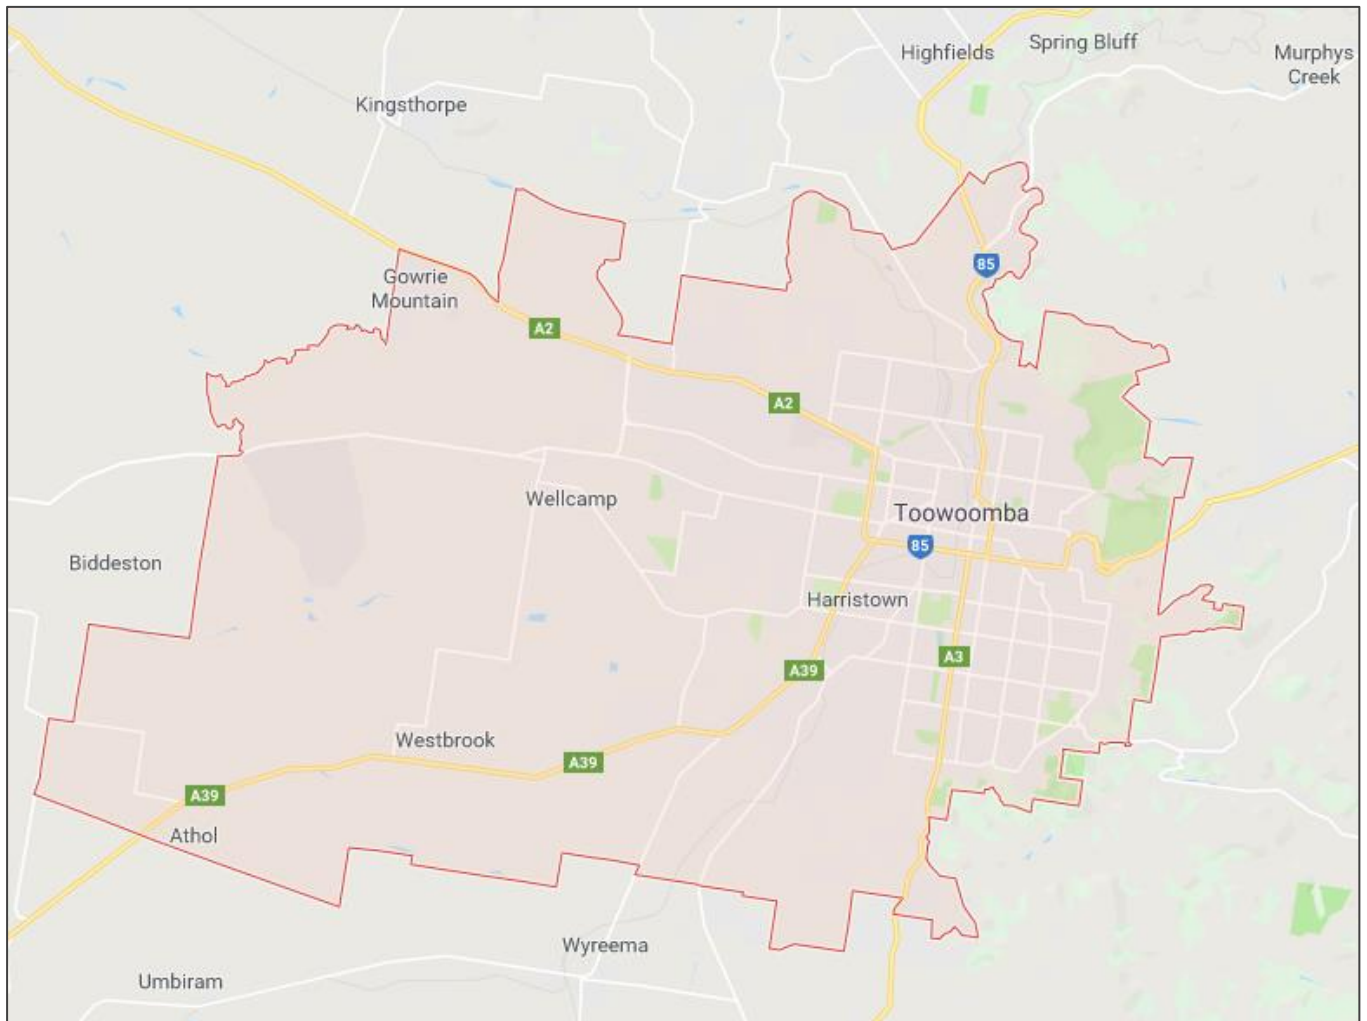 Highfields
Spring Bluff
Murphys
Creek
Kingsthorpe
85
Gowrie
Mountain
A2
A2
Wellcamp
Toowoomba
85
Biddeston
Harristown
A3
A39
Westbrook
A39
A39
Athol
Wyreema
Umbiram